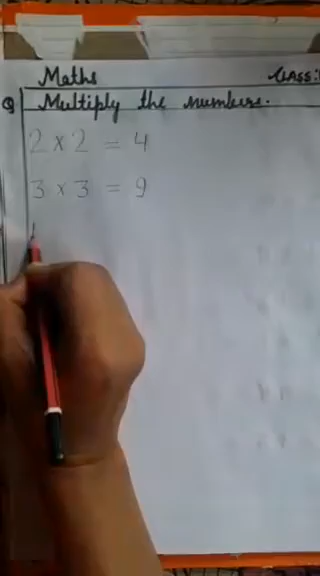 Maths CLASS:
Q Multiply the numbers.
2 x 2 = 4
3 x 3 = 9